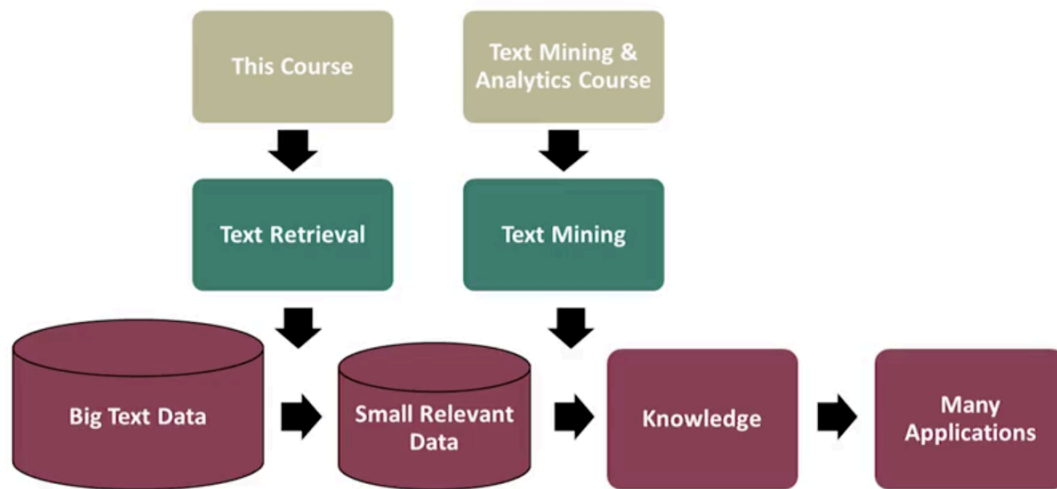 This Course
Text Mining &
Analytics Course
Text Retrieval
Text Mining
Big Text Data
Small Relevant
Data
Knowledge
Many
Applications